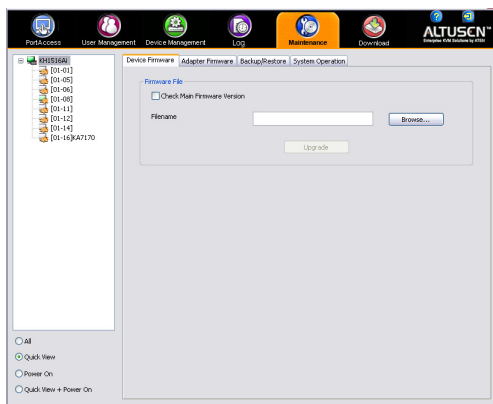 PortAccess User Management Device Management Log Maintenance Download
ALTUSEN™
Enterprise KVM Solutions by ATEN
KH1516Ai
[01-01]
[01-05]
[01-06]
[01-08]
[01-11]
[01-12]
[01-14]
[01-16]KA7170
All
Quick View
Power On
Quick View + Power On
Device Firmware Adapter Firmware Backup/Restore System Operation
Firmware File
Check Main Firmware Version
Filename
Browse...
Upgrade